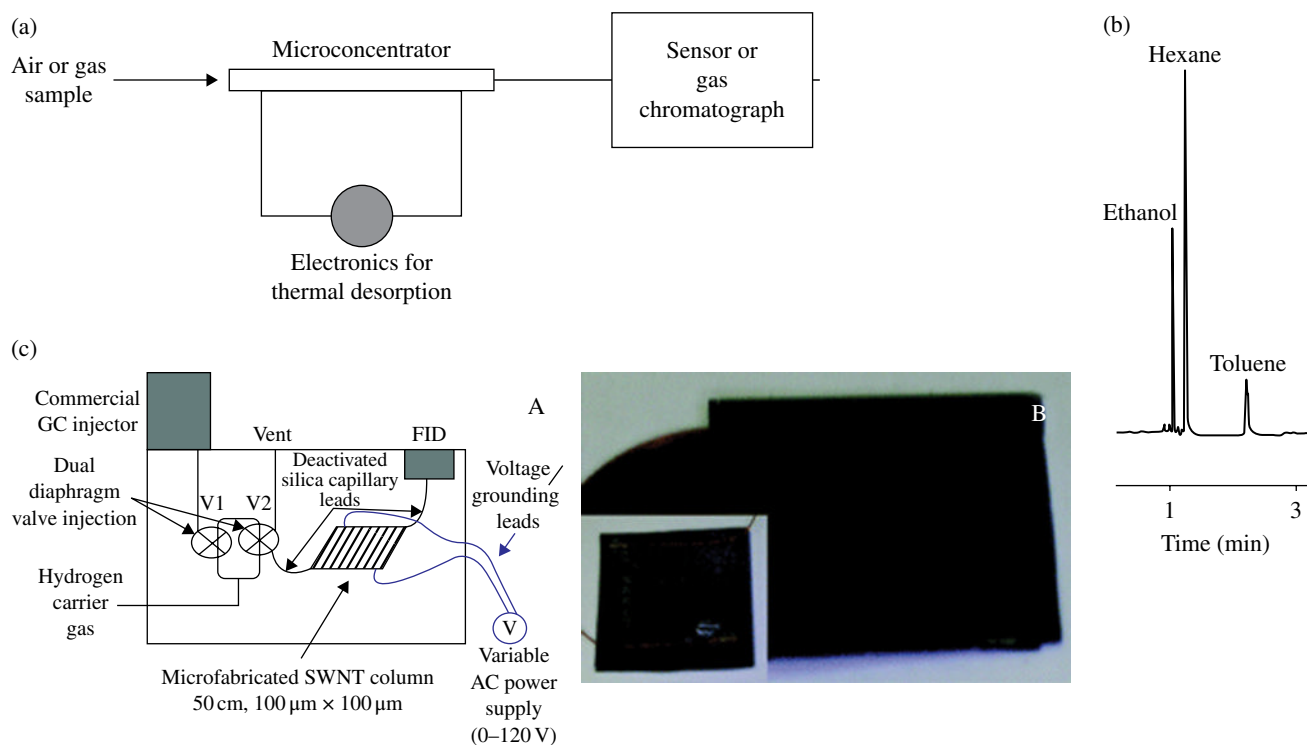 (a)
Air or gas
sample
Microconcentrator
Sensor or
gas
chromatograph
Electronics for
thermal desorption
(b)
Hexane
Ethanol
Toluene
1
3
Time (min)
(c)
Commercial
GC injector
Dual
diaphragm
valve injection
Hydrogen
carrier
gas
Vent
V1
V2
Deactivated
silica capillary
leads
FID
A
Voltage
grounding
leads
V
Variable
AC power
supply
(0–120 V)
Microfabricated SWNT column
50 cm, 100 µm × 100 µm
B